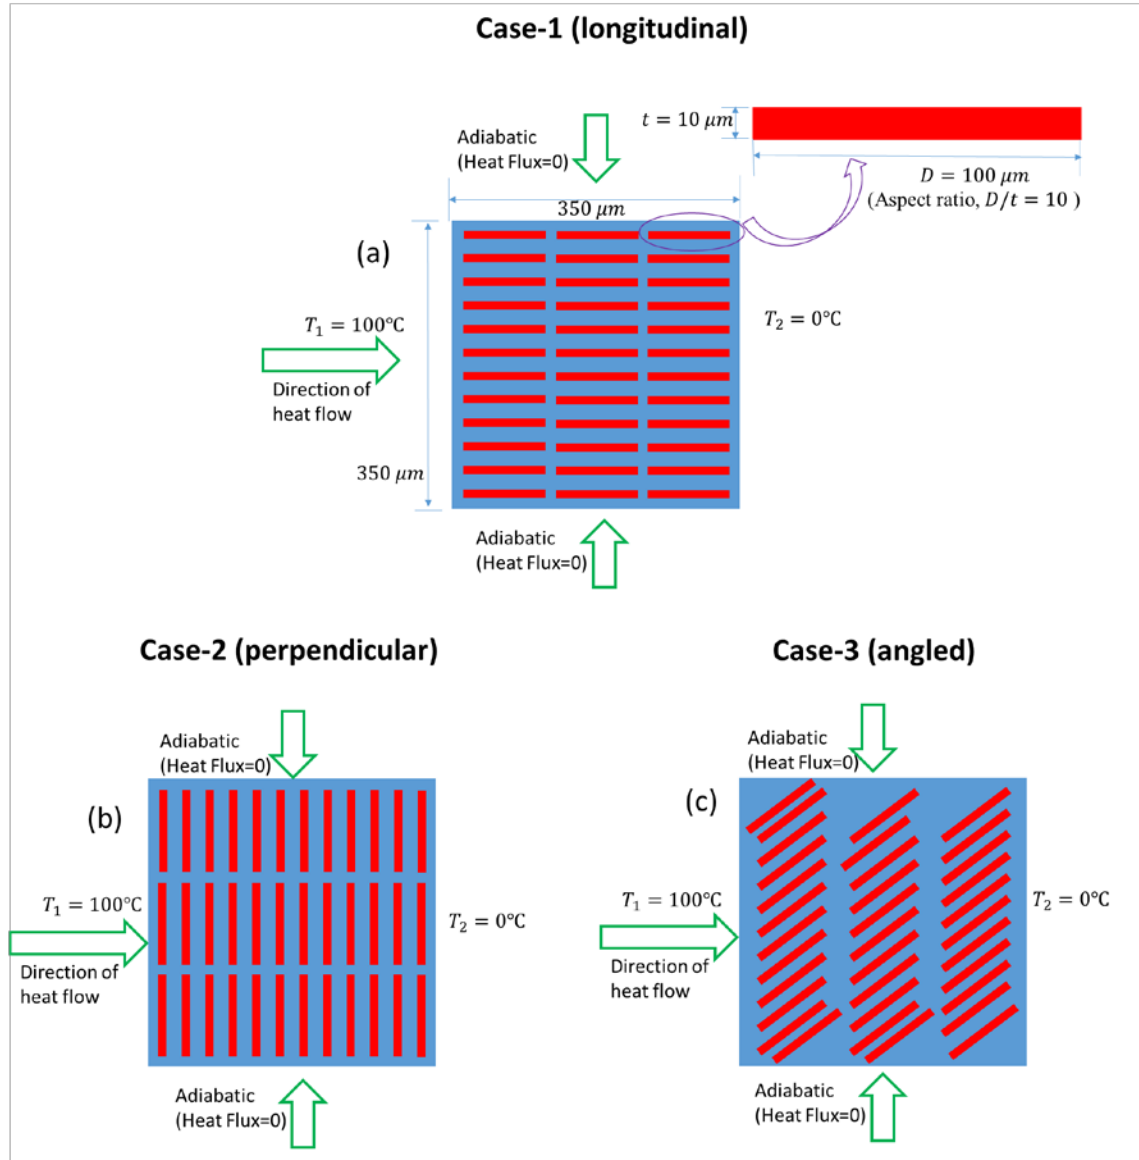 Case-1 (longitudinal)
t = 10 μm
Adiabatic
(Heat Flux=0)
D = 100 μm
(Aspect ratio, D/t = 10 )
350 μm
(a)
T₁ = 100°C
T₂ = 0°C
Direction of
heat flow
350 μm
Adiabatic
(Heat Flux=0)
Case-2 (perpendicular)
Adiabatic
(Heat Flux=0)
(b)
T₁ = 100°C
T₂ = 0°C
Direction of
heat flow
Adiabatic
(Heat Flux=0)
Case-3 (angled)
Adiabatic
(Heat Flux=0)
(c)
T₁ = 100°C
T₂ = 0°C
Direction of
heat flow
Adiabatic
(Heat Flux=0)